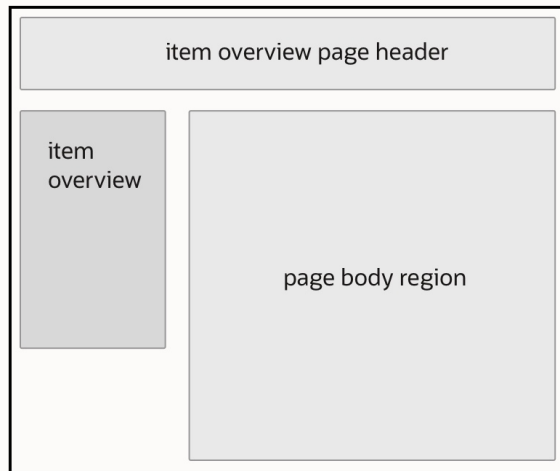 item overview page header
item
overview
page body region